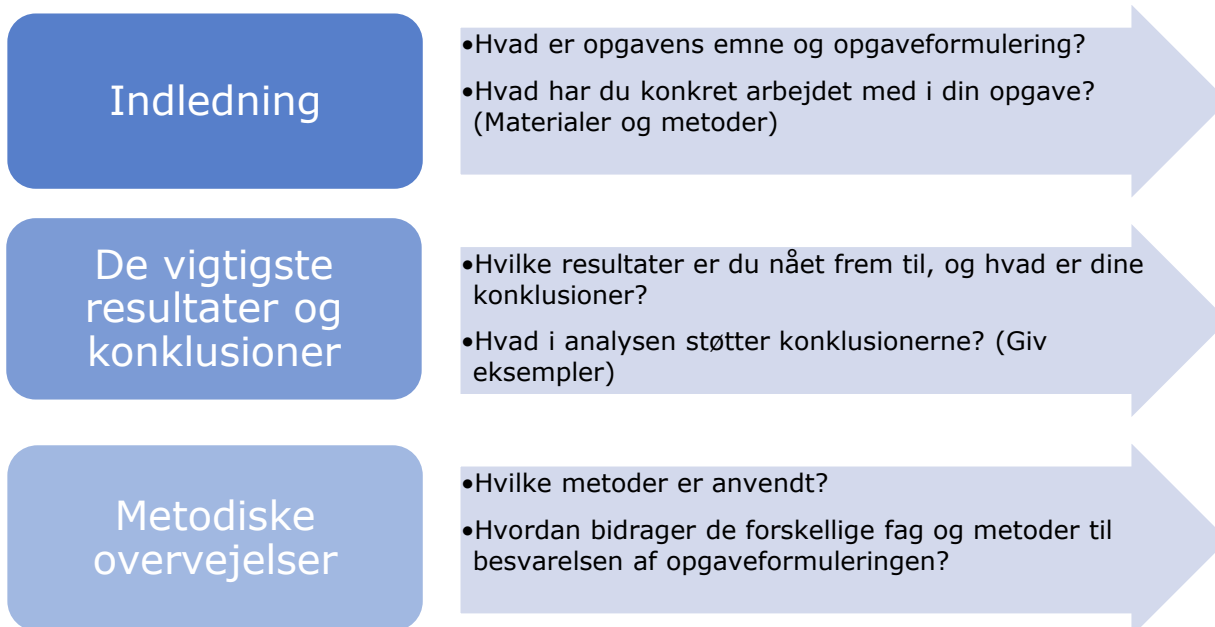 Indledning
•Hvad er opgavens emne og opgaveformulering?
•Hvad har du konkret arbejdet med i din opgave?
(Materialer og metoder)
De vigtigste
resultater og
konklusioner
•Hvilke resultater er du nået frem til, og hvad er dine
konklusioner?
•Hvad i analysen støtter konklusionerne? (Giv
eksempler)
Metodiske
overvejelser
•Hvilke metoder er anvendt?
•Hvordan bidrager de forskellige fag og metoder til
besvarelsen af opgaveformuleringen?